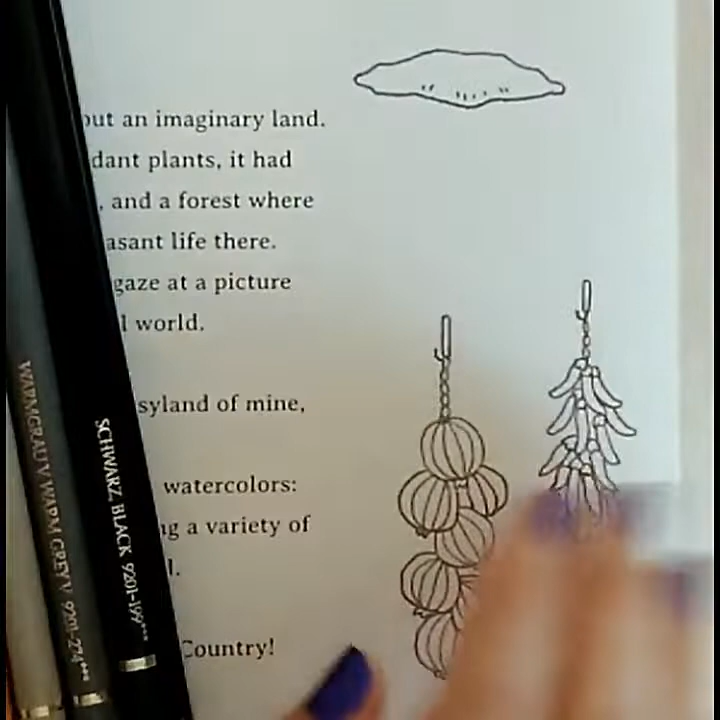 out an imaginary land.
dant plants, it had
, and a forest where
asant life there.
gaze at a picture
l world.
syland of mine,
watercolors:
g a variety of
l.
Country!
WARMGRAU V WARM GREY V 9201-274***
SCHWARZ BLACK 9201-199***